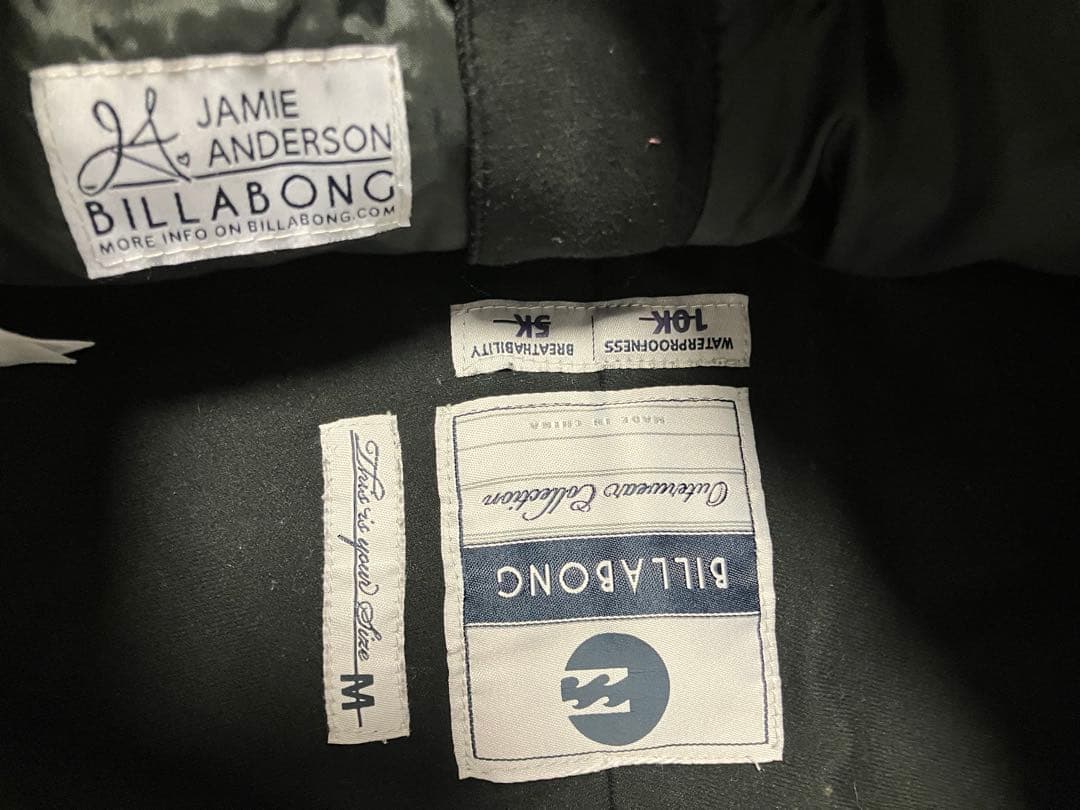 JA
JAMIE
ANDERSON
BILLABONG
MORE INFO ON BILLABONG.COM
WATERPROOFNESS
10K
BREATHABILITY
5K
BILLABONG
Outerwear Collection
MADE IN CHINA
This is your Size M